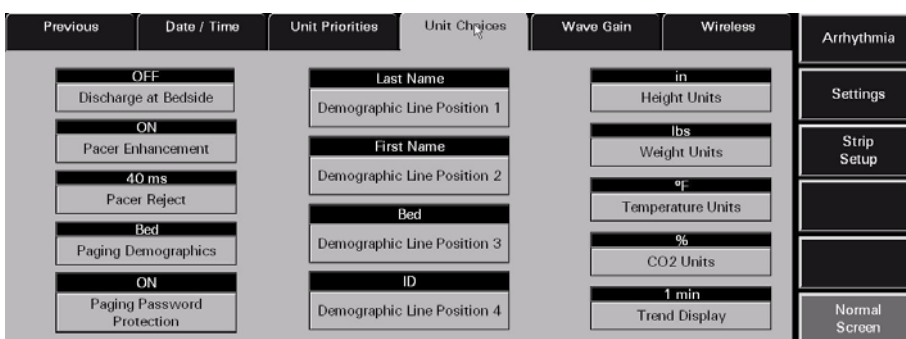 Previous
Date / Time
Unit Priorities
Unit Choices
Wave Gain
Wireless
OFF
Discharge at Bedside
ON
Pacer Enhancement
40 ms
Pacer Reject
Bed
Paging Demographics
ON
Paging Password
Protection
Last Name
Demographic Line Position 1
First Name
Demographic Line Position 2
Bed
Demographic Line Position 3
ID
Demographic Line Position 4
in
Height Units
lbs
Weight Units
ºF
Temperature Units
%
CO2 Units
1 min
Trend Display
Arrhythmia
Settings
Strip
Setup
Normal
Screen